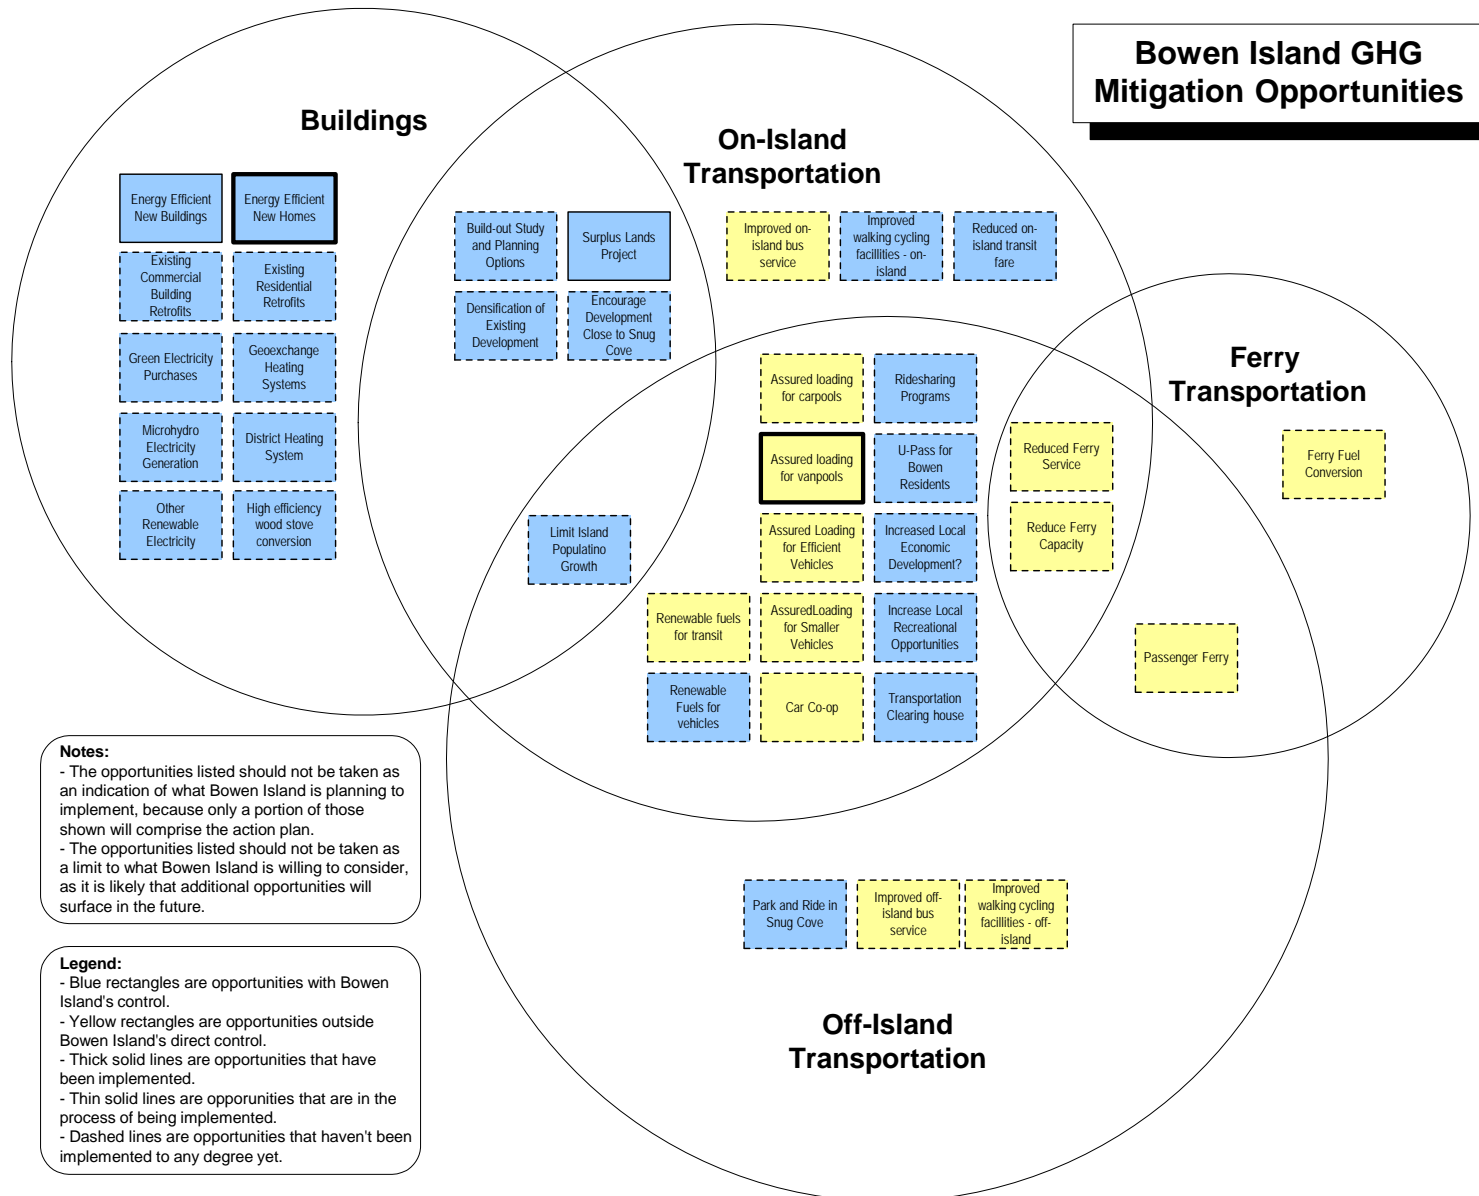 Bowen Island GHG
Mitigation Opportunities
Buildings
On-Island
Transportation
Ferry
Transportation
Off-Island
Transportation
Energy Efficient
New Buildings
Energy Efficient
New Homes
Existing
Commercial
Building
Retrofits
Existing
Residential
Retrofits
Green Electricity
Purchases
Geoexchange
Heating
Systems
Microhydro
Electricity
Generation
District Heating
System
Other
Renewable
Electricity
High efficiency
wood stove
conversion
Build-out Study
and Planning
Options
Surplus Lands
Project
Densification of
Existing
Development
Encourage
Development
Close to Snug
Cove
Improved on-
island bus
service
Improved
walking cycling
facillities - on-
island
Reduced on-
island transit
fare
Limit Island
Populatino
Growth
Assured loading
for carpools
Ridesharing
Programs
Assured loading
for vanpools
U-Pass for
Bowen
Residents
Assured Loading
for Efficient
Vehicles
Increased Local
Economic
Development?
Renewable fuels
for transit
AssuredLoading
for Smaller
Vehicles
Increase Local
Recreational
Opportunities
Renewable
Fuels for
vehicles
Car Co-op
Transportation
Clearing house
Reduced Ferry
Service
Reduce Ferry
Capacity
Ferry Fuel
Conversion
Passenger Ferry
Park and Ride in
Snug Cove
Improved off-
island bus
service
Improved
walking cycling
facillities - off-
island
Notes:
- The opportunities listed should not be taken as
an indication of what Bowen Island is planning to
implement, because only a portion of those
shown will comprise the action plan.
- The opportunities listed should not be taken as
a limit to what Bowen Island is willing to consider,
as it is likely that additional opportunities will
surface in the future.
Legend:
- Blue rectangles are opportunities with Bowen
Island's control.
- Yellow rectangles are opportunities outside
Bowen Island's direct control.
- Thick solid lines are opportunities that have
been implemented.
- Thin solid lines are opporunities that are in the
process of being implemented.
- Dashed lines are opportunities that haven't been
implemented to any degree yet.